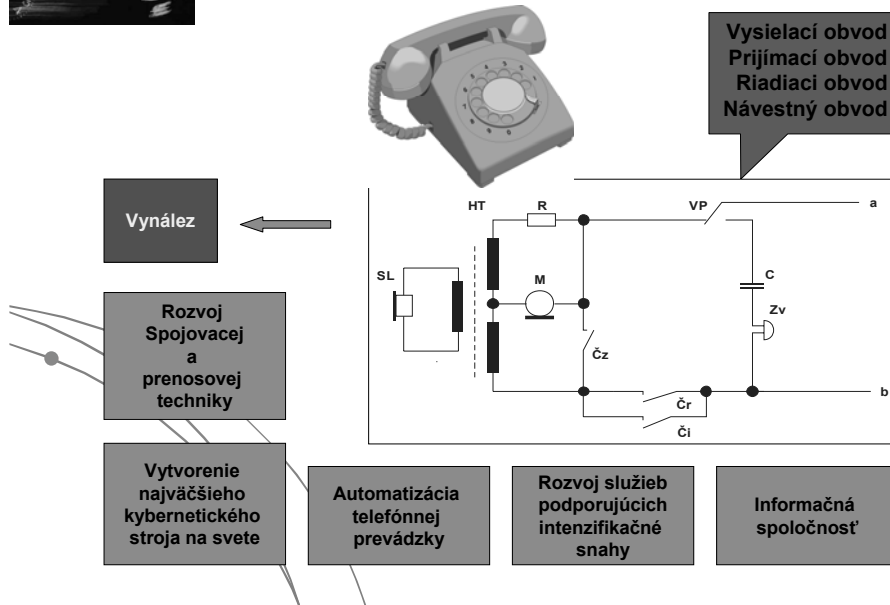 Vysielací obvod
Prijímací obvod
Riadiaci obvod
Návestný obvod
Vynález
HT
R
VP
a
SL
M
C
Zv
Čz
Čr
b
Či
Rozvoj
Spojovacej
a
prenosovej
techniky
Vytvorenie
najväčšieho
kybernetického
stroja na svete
Automatizácia
telefónnej
prevádzky
Rozvoj služieb
podporujúcich
intenzifikačné
snahy
Informačná
spoločnosť